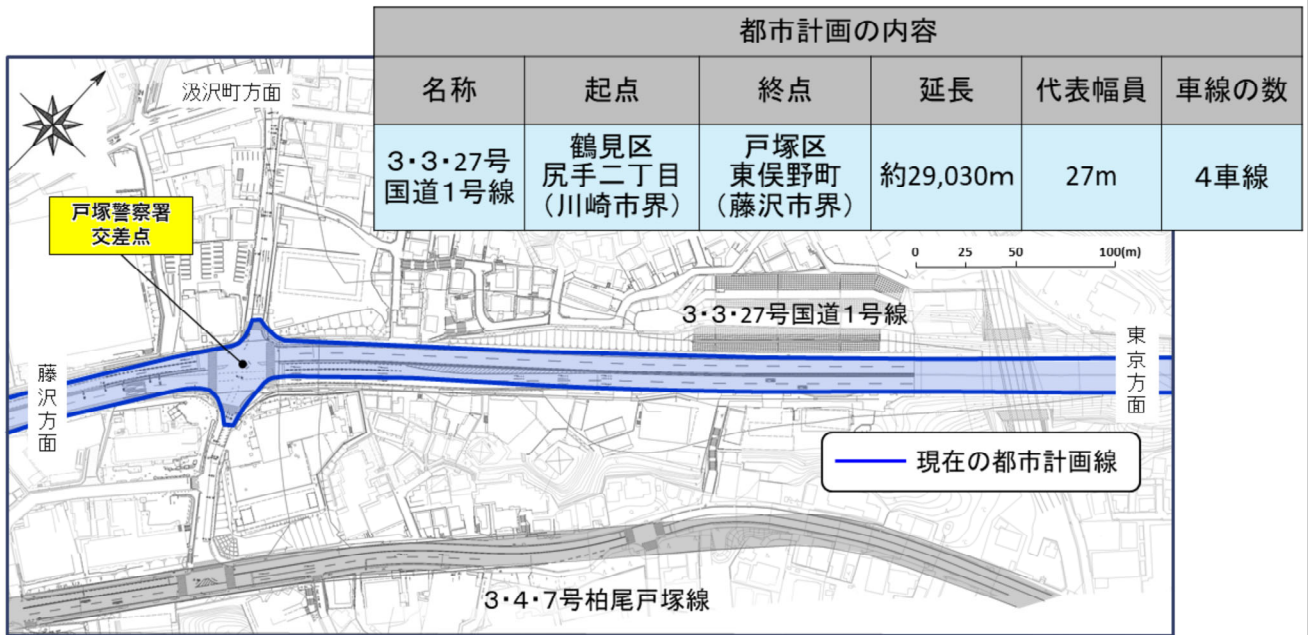 都市計画の内容
名称 起点 終点 延長 代表幅員 車線の数
3・3・27号
国道1号線
鶴見区
尻手二丁目
(川崎市界)
戸塚区
東俣野町
(藤沢市界)
約29,030m
27m
4車線
汲沢町方面
戸塚警察署
交差点
0 25 50 100(m)
3・3・27号国道1号線
東京方面
藤沢方面
現在の都市計画線
3・4・7号柏尾戸塚線